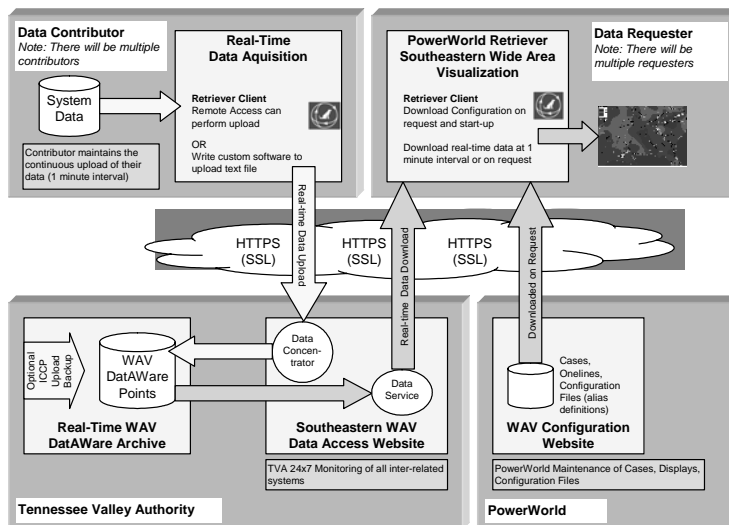 Data Contributor
Note: There will be multiple
contributors
System
Data
Contributor maintains the
continuous upload of their
data (1 minute interval)
Real-Time
Data Aquisition
Retriever Client
Remote Access can
perform upload
OR
Write custom software to
upload text file
PowerWorld Retriever
Southeastern Wide Area
Visualization
Retriever Client
Download Configuration on
request and start-up
Download real-time data at 1
minute interval or on request
Data Requester
Note: There will be
multiple requesters
Real-time Data Upload
Real-time Data Download
Downloaded on Request
HTTPS
(SSL)
HTTPS
(SSL)
HTTPS
(SSL)
Optional
ICCP
Upload
Backup
WAV
DatAWare
Points
Real-Time WAV
DatAWare Archive
Data
Concen-
trator
Data
Service
Southeastern WAV
Data Access Website
TVA 24x7 Monitoring of all inter-related
systems
Tennessee Valley Authority
Cases,
Onelines,
Configuration
Files (alias
definitions)
WAV Configuration
Website
PowerWorld Maintenance of Cases, Displays,
Configuration Files
PowerWorld